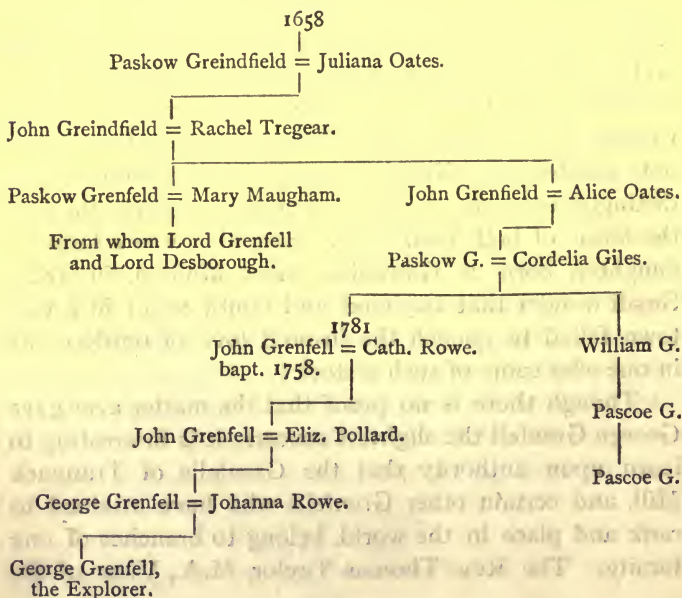 1658
Paskow Greindfield = Juliana Oates.
John Greindfield = Rachel Tregear.
Paskow Grenfeld = Mary Maugham.
John Grenfield = Alice Oates.
From whom Lord Grenfell
and Lord Desborough.
Paskow G. = Cordelia Giles.
1781
John Grenfell = Cath. Rowe.
bapt. 1758.
William G.
John Grenfell = Eliz. Pollard.
Pascoe G.
George Grenfell = Johanna Rowe.
Pascoe G.
George Grenfell,
the Explorer.